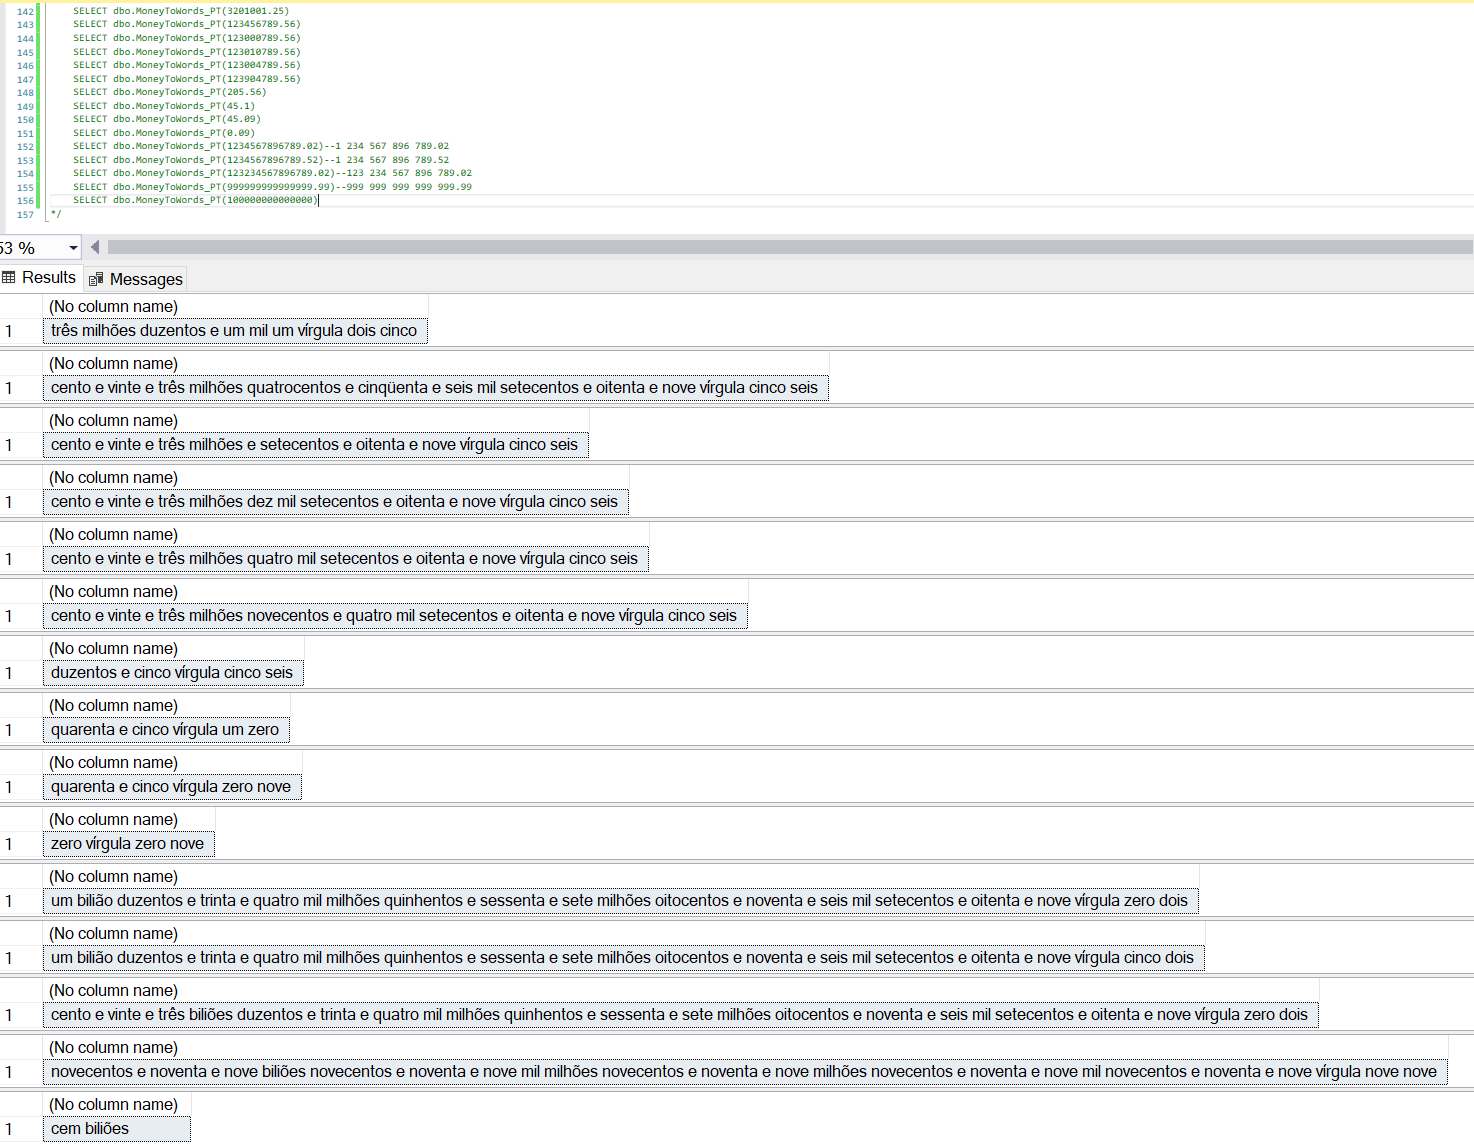 142 SELECT dbo.MoneyToWords_PT(3201001.25)
143 SELECT dbo.MoneyToWords_PT(123456789.56)
144 SELECT dbo.MoneyToWords_PT(123000789.56)
145 SELECT dbo.MoneyToWords_PT(123010789.56)
146 SELECT dbo.MoneyToWords_PT(123004789.56)
147 SELECT dbo.MoneyToWords_PT(123904789.56)
148 SELECT dbo.MoneyToWords_PT(205.56)
149 SELECT dbo.MoneyToWords_PT(45.1)
150 SELECT dbo.MoneyToWords_PT(45.09)
151 SELECT dbo.MoneyToWords_PT(0.09)
152 SELECT dbo.MoneyToWords_PT(1234567896789.02)--1 234 567 896 789.02
153 SELECT dbo.MoneyToWords_PT(1234567896789.52)--1 234 567 896 789.52
154 SELECT dbo.MoneyToWords_PT(123234567896789.02)--123 234 567 896 789.02
155 SELECT dbo.MoneyToWords_PT(999999999999999.99)--999 999 999 999 999.99
156 SELECT dbo.MoneyToWords_PT(100000000000000)
157 */
53 %
Results Messages
(No column name)
1 três milhões duzentos e um mil um vírgula dois cinco
(No column name)
1 cento e vinte e três milhões quatrocentos e cinqüenta e seis mil setecentos e oitenta e nove vírgula cinco seis
(No column name)
1 cento e vinte e três milhões e setecentos e oitenta e nove vírgula cinco seis
(No column name)
1 cento e vinte e três milhões dez mil setecentos e oitenta e nove vírgula cinco seis
(No column name)
1 cento e vinte e três milhões quatro mil setecentos e oitenta e nove vírgula cinco seis
(No column name)
1 cento e vinte e três milhões novecentos e quatro mil setecentos e oitenta e nove vírgula cinco seis
(No column name)
1 duzentos e cinco vírgula cinco seis
(No column name)
1 quarenta e cinco vírgula um zero
(No column name)
1 quarenta e cinco vírgula zero nove
(No column name)
1 zero vírgula zero nove
(No column name)
1 um bilião duzentos e trinta e quatro mil milhões quinhentos e sessenta e sete milhões oitocentos e noventa e seis mil setecentos e oitenta e nove vírgula zero dois
(No column name)
1 um bilião duzentos e trinta e quatro mil milhões quinhentos e sessenta e sete milhões oitocentos e noventa e seis mil setecentos e oitenta e nove vírgula cinco dois
(No column name)
1 cento e vinte e três biliões duzentos e trinta e quatro mil milhões quinhentos e sessenta e sete milhões oitocentos e noventa e seis mil setecentos e oitenta e nove vírgula zero dois
(No column name)
1 novecentos e noventa e nove biliões novecentos e noventa e nove mil milhões novecentos e noventa e nove milhões novecentos e noventa e nove mil novecentos e noventa e nove vírgula nove nove
(No column name)
1 cem biliões